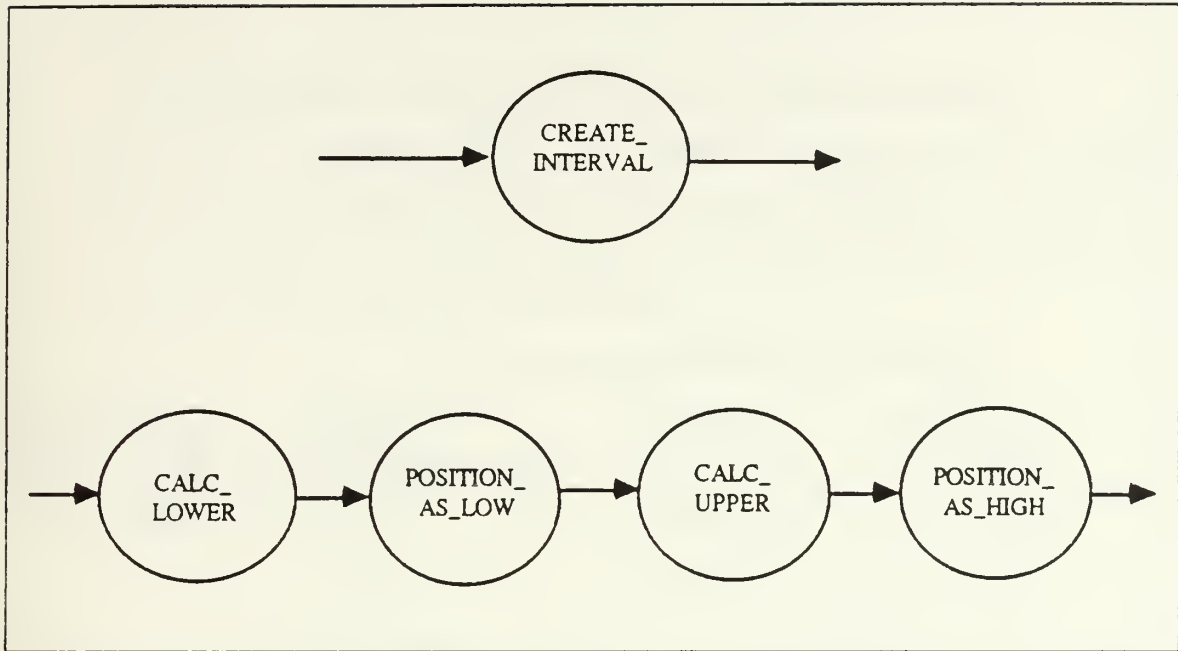 CREATE_
INTERVAL
CALC_
LOWER
POSITION_
AS_LOW
CALC_
UPPER
POSITION_
AS_HIGH